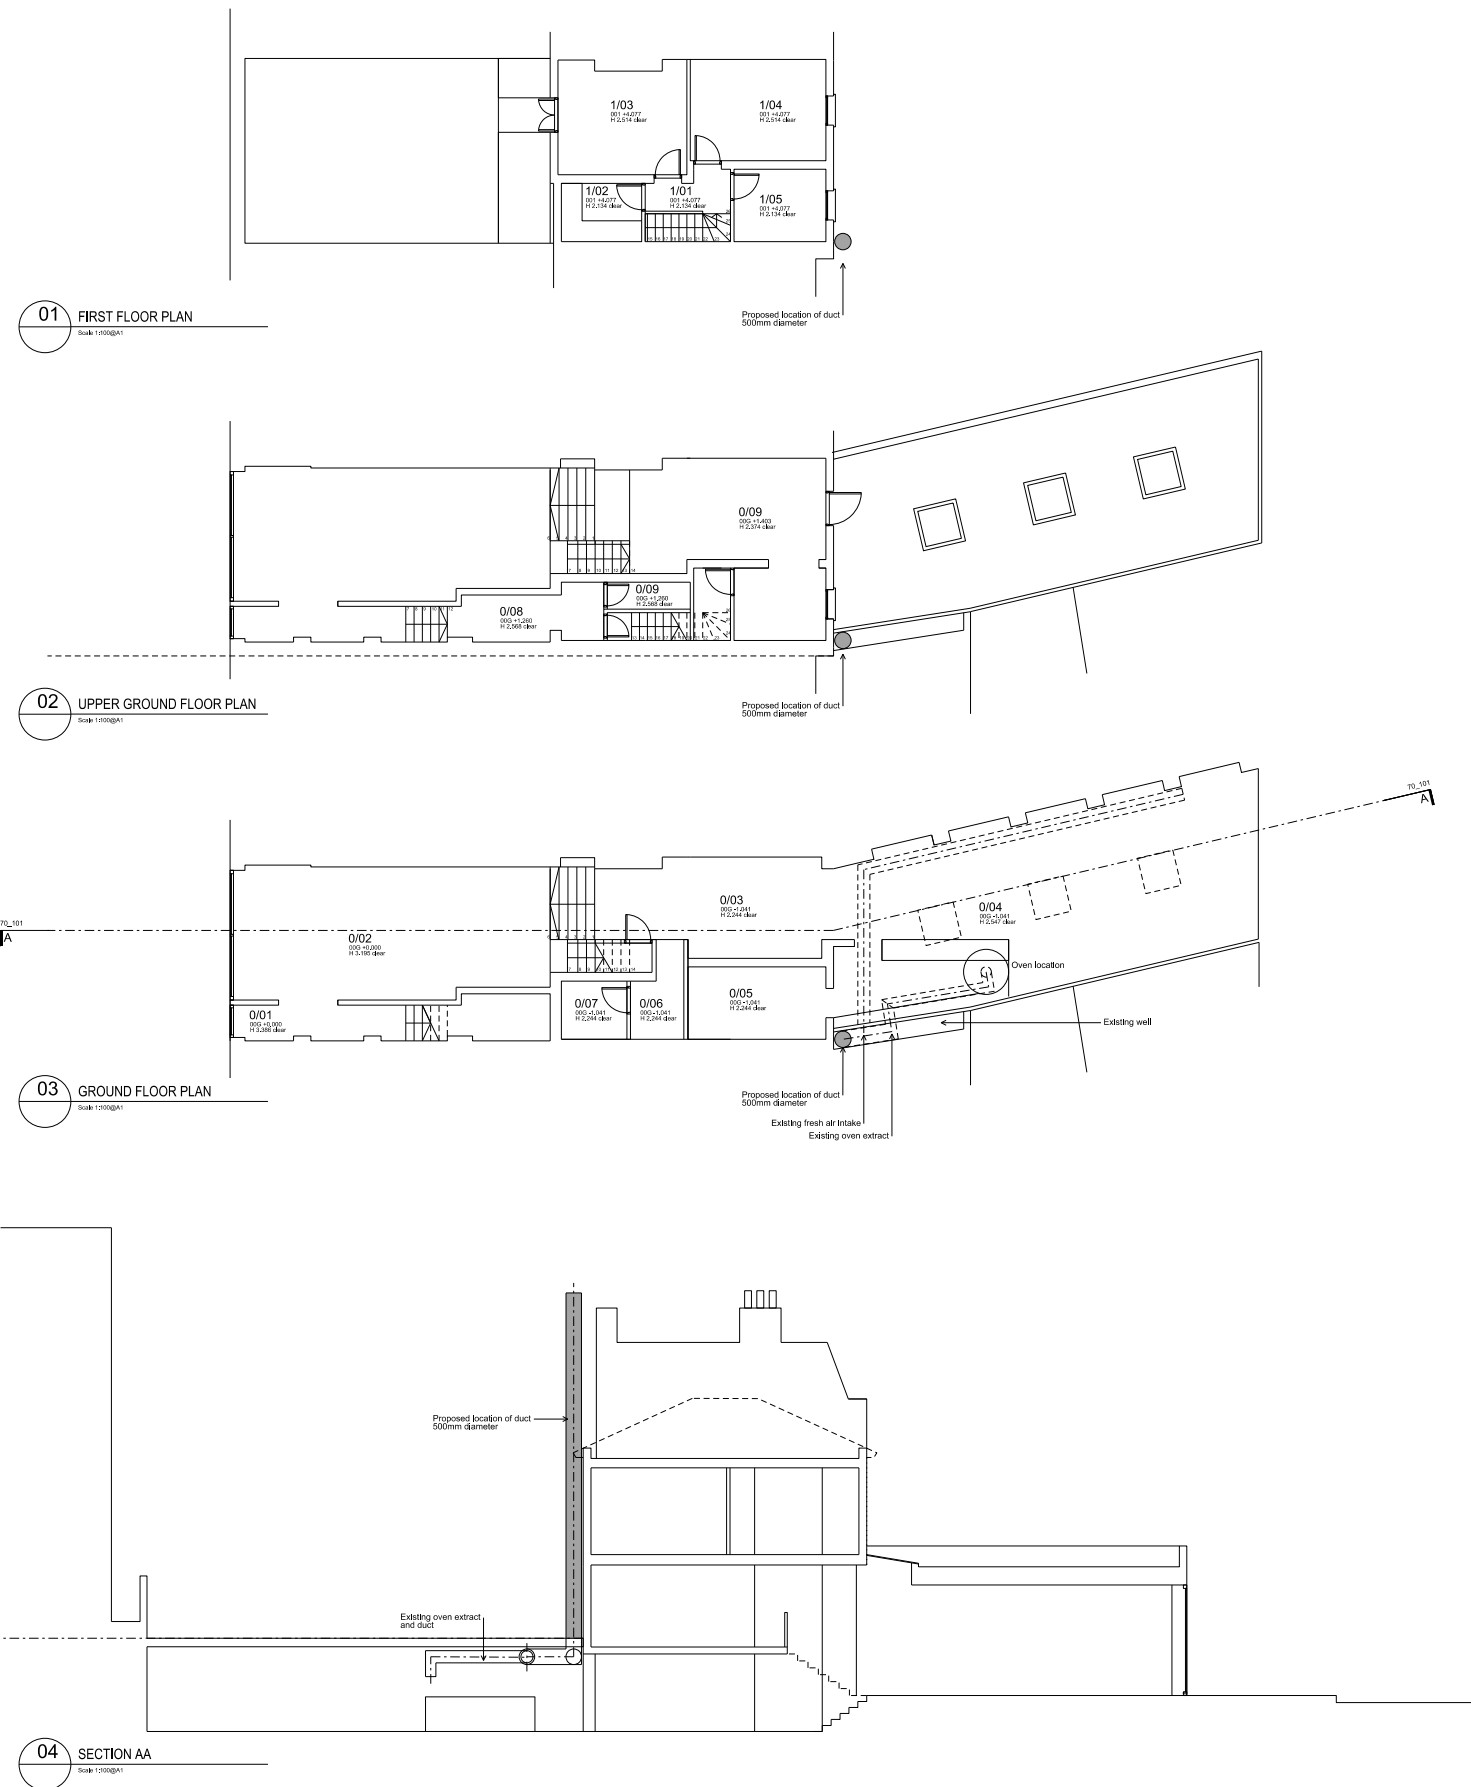 1/03
001 +4.077
H 2.514 clear
1/04
001 +4.077
H 2.514 clear
1/02
001 +4.077
H 2.134 clear
1/01
001 +4.077
H 2.134 clear
1/05
001 +4.077
H 2.134 clear
Proposed location of duct
500mm diameter
01 FIRST FLOOR PLAN
Scale 1:100@A1
0/09
00G +1.403
H 2.374 clear
0/09
00G +1.260
H 2.568 clear
0/08
00G +1.260
H 2.568 clear
Proposed location of duct
500mm diameter
02 UPPER GROUND FLOOR PLAN
Scale 1:100@A1
70_101
A
70_101
A
0/03
00G -1.041
H 2.244 clear
0/04
00G -1.041
H 2.547 clear
0/02
00G +0.000
H 3.195 clear
Oven location
0/07
00G -1.041
H 2.244 clear
0/06
00G -1.041
H 2.244 clear
0/05
00G -1.041
H 2.244 clear
0/01
00G +0.000
H 3.386 clear
Existing well
Proposed location of duct
500mm diameter
Existing fresh air intake
Existing oven extract
03 GROUND FLOOR PLAN
Scale 1:100@A1
Proposed location of duct
500mm diameter
Existing oven extract
and duct
04 SECTION AA
Scale 1:100@A1